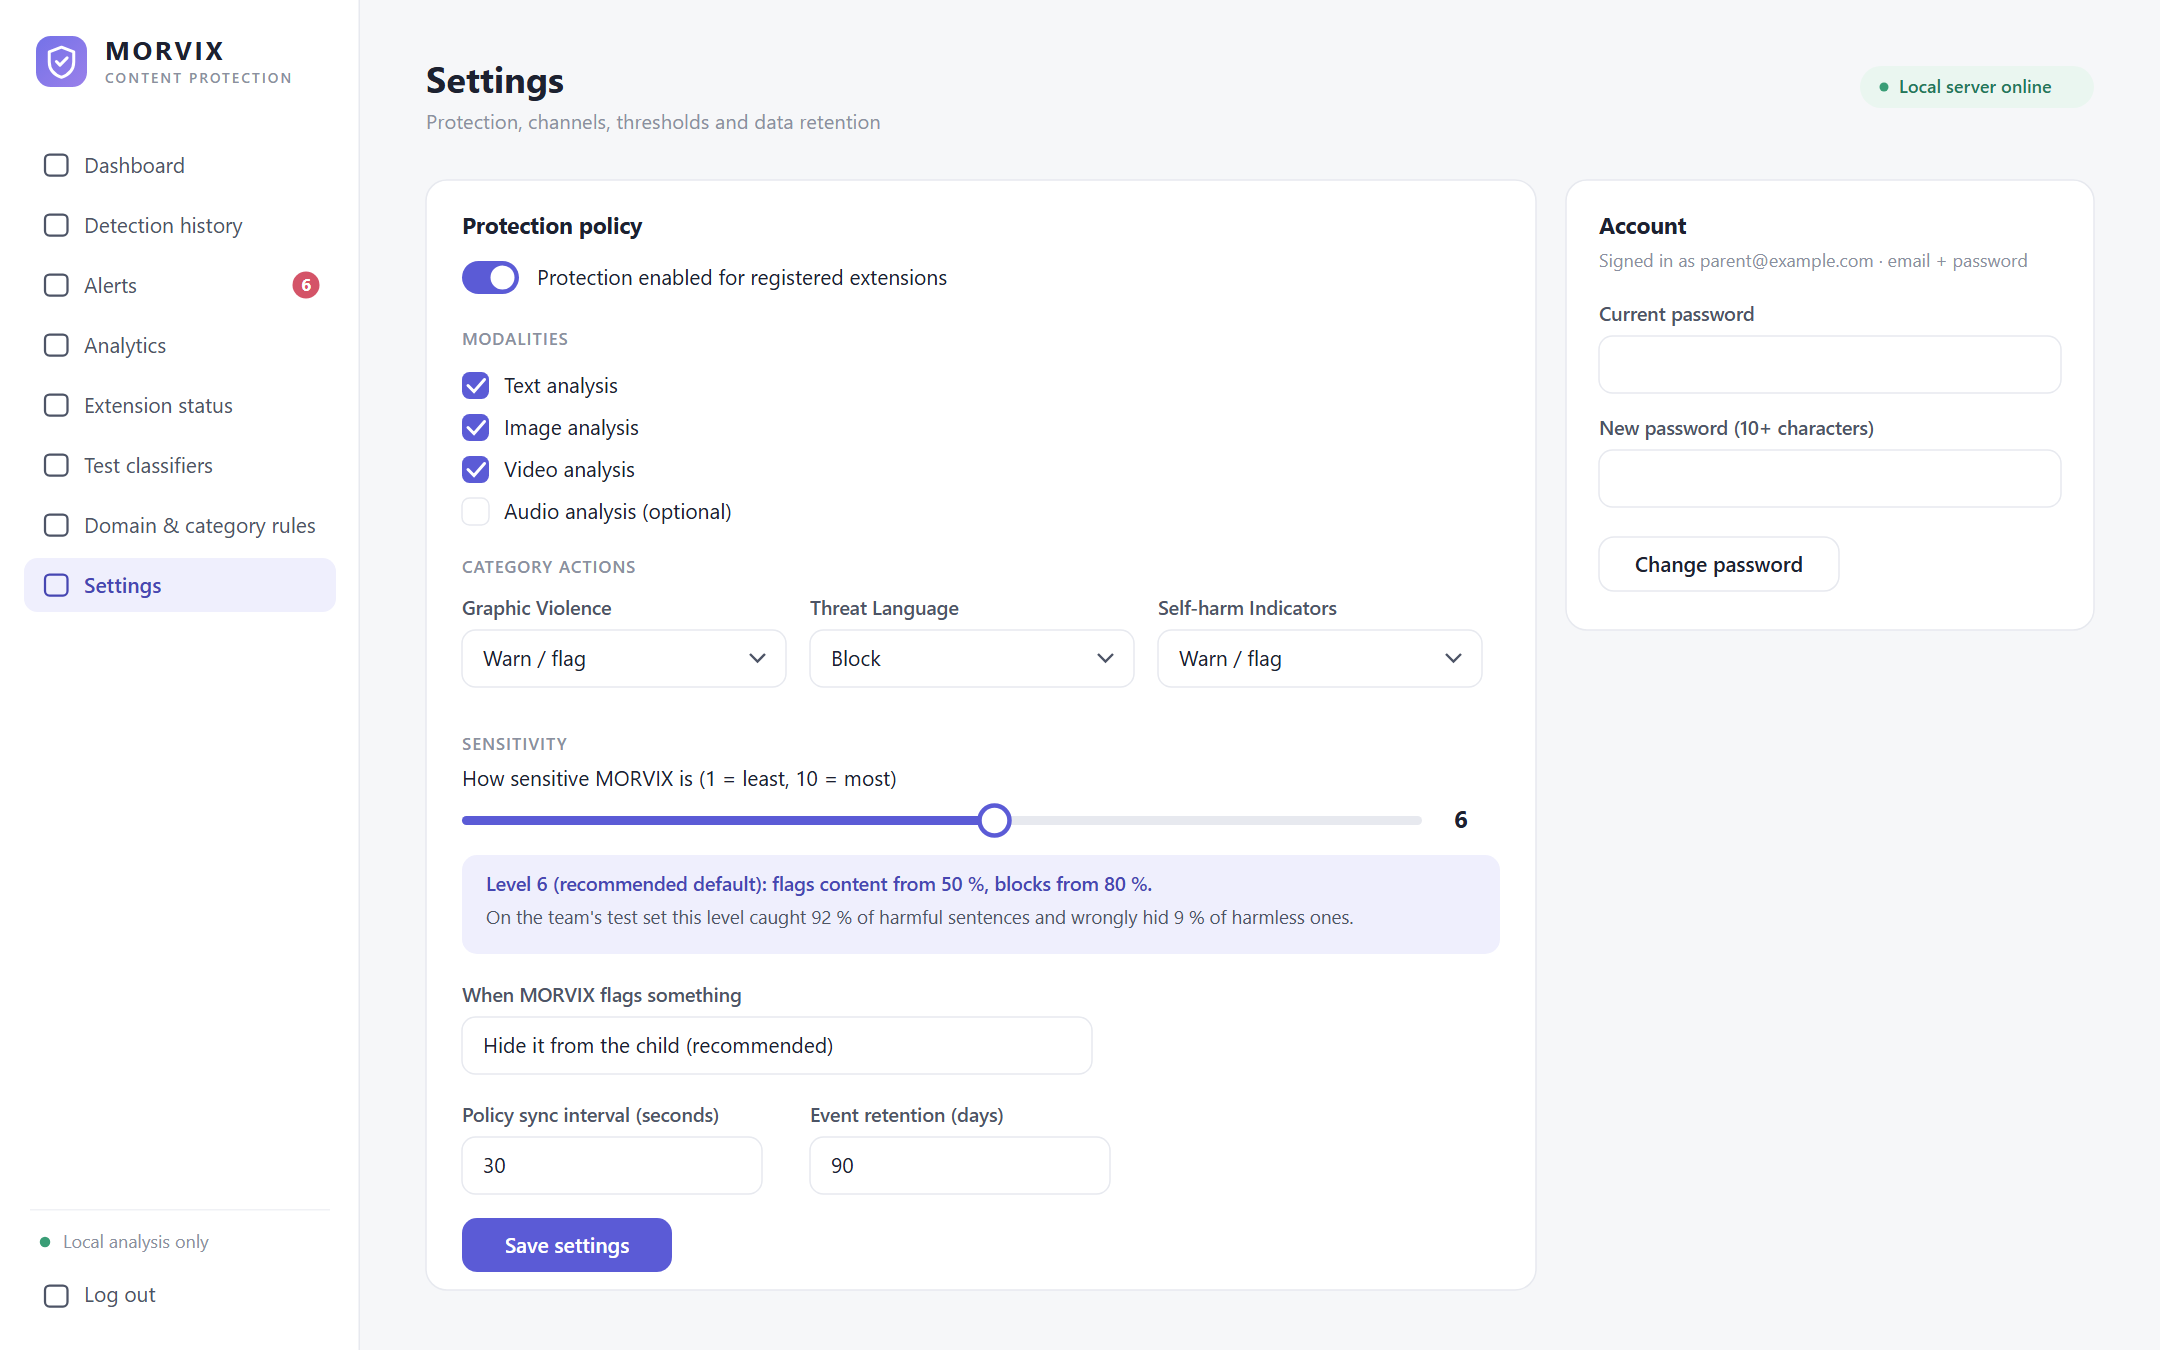 MORVIX
CONTENT PROTECTION
Dashboard
Detection history
Alerts
6
Analytics
Extension status
Test classifiers
Domain & category rules
Settings
Local analysis only
Log out
Settings
Protection, channels, thresholds and data retention
Local server online
Protection policy
Protection enabled for registered extensions
MODALITIES
Text analysis
Image analysis
Video analysis
Audio analysis (optional)
CATEGORY ACTIONS
Graphic Violence
Threat Language
Self-harm Indicators
Warn / flag
Block
Warn / flag
SENSITIVITY
How sensitive MORVIX is (1 = least, 10 = most)
6
Level 6 (recommended default): flags content from 50 %, blocks from 80 %.
On the team's test set this level caught 92 % of harmful sentences and wrongly hid 9 % of harmless ones.
When MORVIX flags something
Hide it from the child (recommended)
Policy sync interval (seconds)
Event retention (days)
30
90
Save settings
Account
Signed in as parent@example.com · email + password
Current password
New password (10+ characters)
Change password